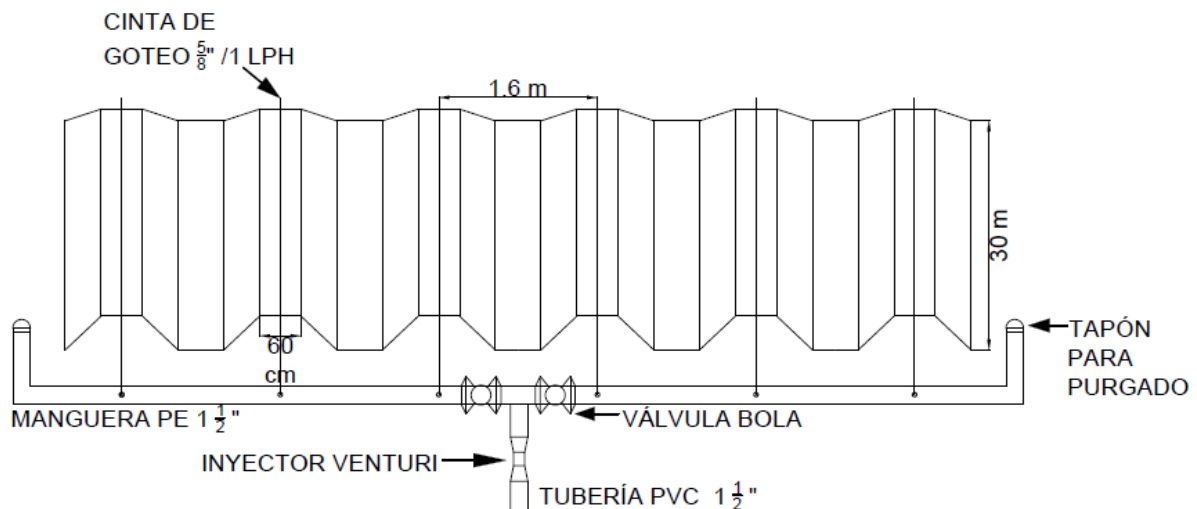 CINTA DE
GOTEO 5/8" /1 LPH
1.6 m
30 m
60
cm
TAPÓN
PARA
PURGADO
MANGUERA PE 1 1/2"
VÁLVULA BOLA
INYECTOR VENTURI
TUBERÍA PVC 1 1/2"